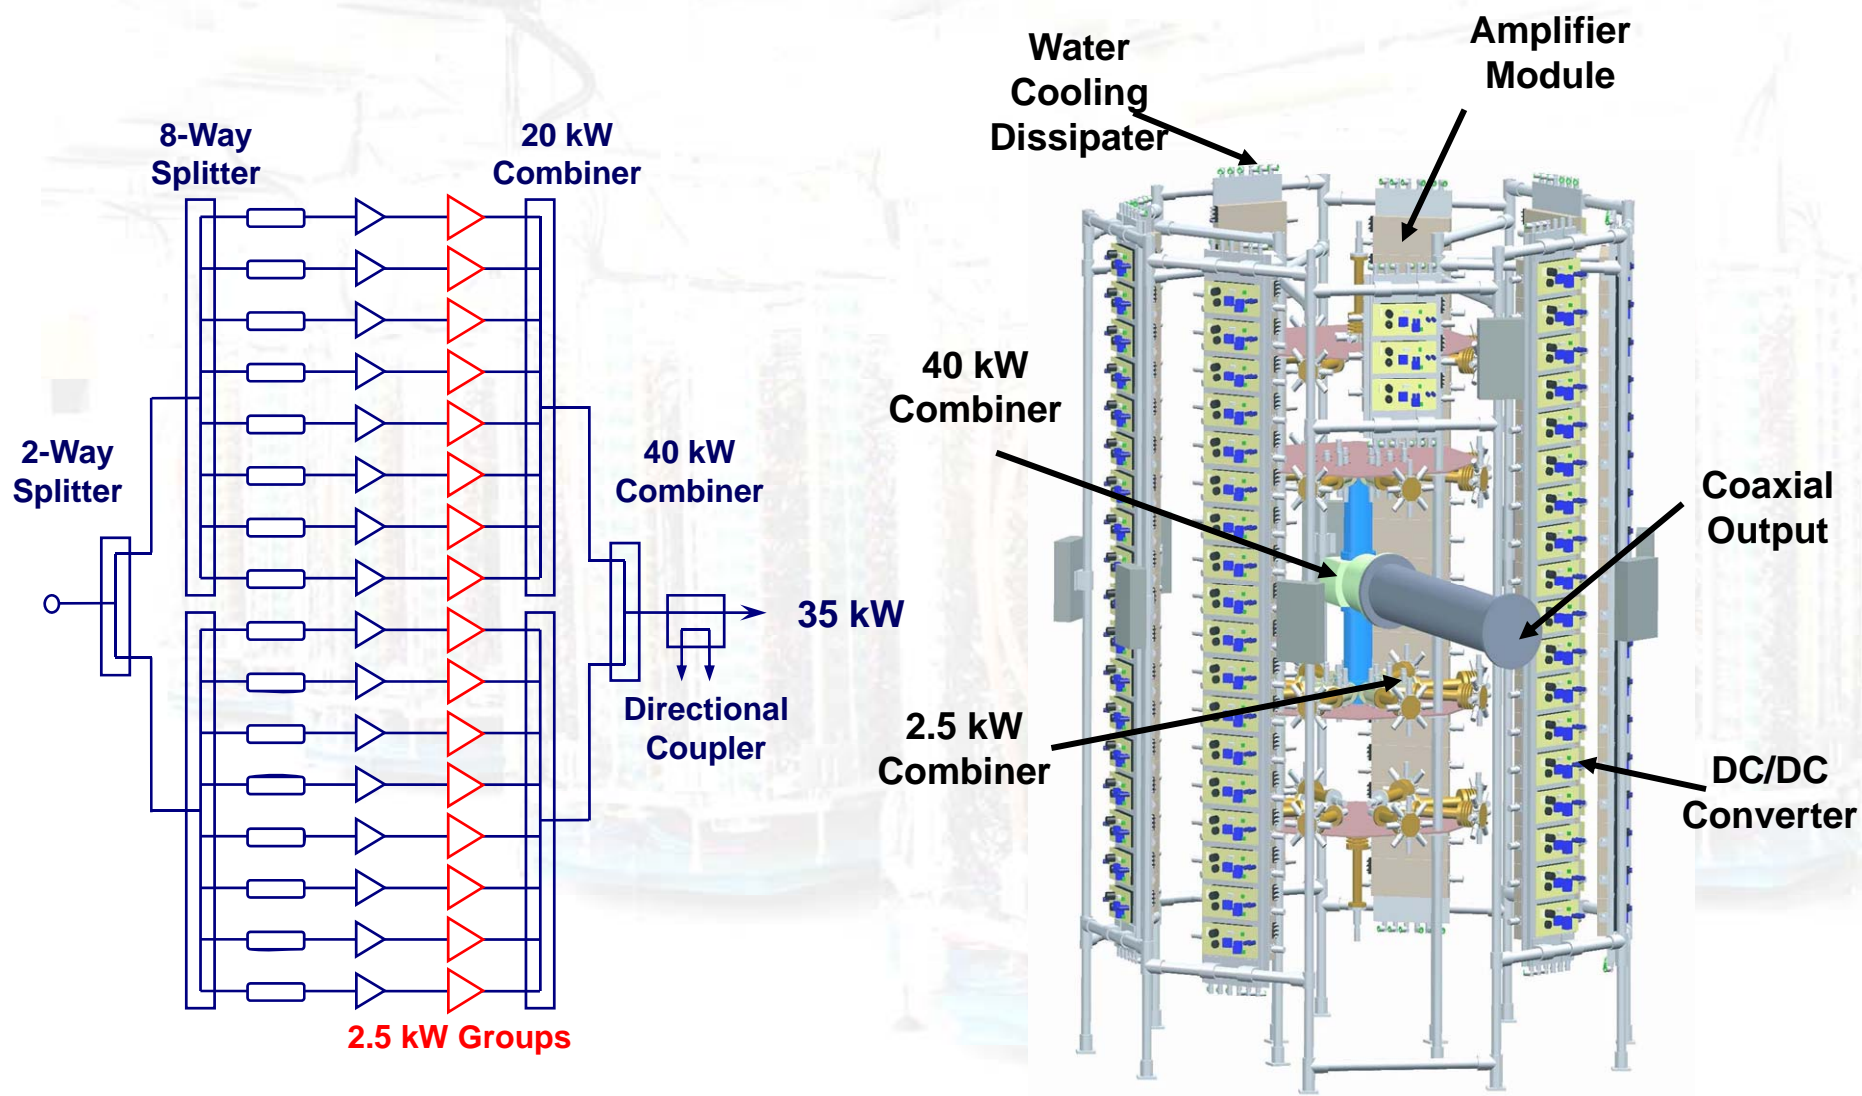 8-Way
Splitter
20 kW
Combiner
2-Way
Splitter
40 kW
Combiner
35 kW
Directional
Coupler
2.5 kW Groups
Water
Cooling
Dissipater
Amplifier
Module
40 kW
Combiner
Coaxial
Output
2.5 kW
Combiner
DC/DC
Converter